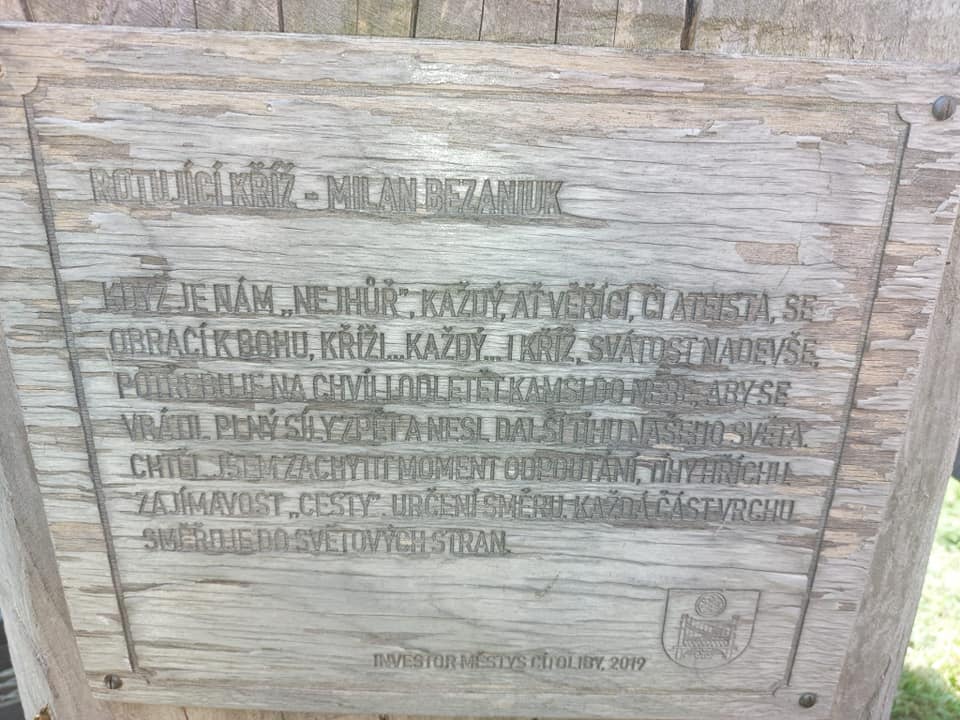 ROTUJÍCÍ KŘÍŽ - MILAN BEZANIUK
KDYŽ JE NÁM „NEJHŮŘ", KAŽDÝ, AŤ VĚŘÍCÍ, ČI ATEISTA, SE
OBRACÍ K BOHU, KŘÍŽI...KAŽDÝ... I KŘÍŽ, SVÁTOST NADEVŠE,
POTŘEBUJE NA CHVÍLI ODLETĚT KAMSI DO NEBE, ABY SE
VRÁTIL PLNÝ SÍLY ZPĚT A NESL DALŠÍ TÍHU NAŠEHO SVĚTA.
CHTĚL JSEM ZACHYTIT MOMENT ODPOUTÁNÍ, TÍHY HŘÍCHU.
ZAJÍMAVOST „CESTY". URČENÍ SMĚRU. KAŽDÁ ČÁST VRCHU
SMĚŘUJE DO SVĚTOVÝCH STRAN.
INVESTOR MĚSTYS CÍTOLIBY, 2019